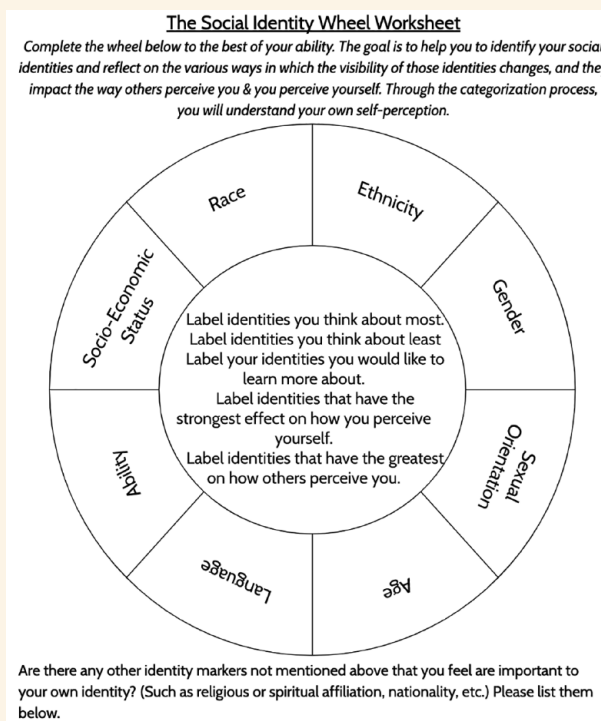 The Social Identity Wheel Worksheet
Complete the wheel below to the best of your ability. The goal is to help you to identify your social
identities and reflect on the various ways in which the visibility of those identities changes, and the
impact the way others perceive you & you perceive yourself. Through the categorization process,
you will understand your own self-perception.
Race
Ethnicity
Gender
Sexual
Orientation
Age
Language
Ability
Socio-Economic
Status
Label identities you think about most.
Label identities you think about least
Label your identities you would like to
learn more about.
Label identities that have the
strongest effect on how you perceive
yourself.
Label identities that have the greatest
on how others perceive you.
Are there any other identity markers not mentioned above that you feel are important to
your own identity? (Such as religious or spiritual affiliation, nationality, etc.) Please list them
below.